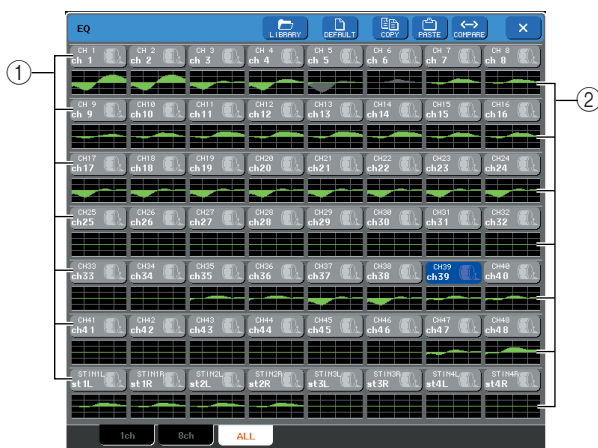 EQ LIBRARY DEFAULT COPY PASTE COMPARE ×
CH 1 CH 2 CH 3 CH 4 CH 5 CH 6 CH 7 CH 8
① ch 1 ch 2 ch 3 ch 4 ch 5 ch 6 ch 7 ch 8
②
CH 9 CH10 CH11 CH12 CH13 CH14 CH15 CH16
ch 9 ch10 ch11 ch12 ch13 ch14 ch15 ch16
CH17 CH18 CH19 CH20 CH21 CH22 CH23 CH24
ch17 ch18 ch19 ch20 ch21 ch22 ch23 ch24
CH25 CH26 CH27 CH28 CH29 CH30 CH31 CH32
ch25 ch26 ch27 ch28 ch29 ch30 ch31 ch32
CH33 CH34 CH35 CH36 CH37 CH38 CH39 CH40
ch33 ch34 ch35 ch36 ch37 ch38 ch39 ch40
CH41 CH42 CH43 CH44 CH45 CH46 CH47 CH48
ch41 ch42 ch43 ch44 ch45 ch46 ch47 ch48
STIN1L STIN1R STIN2L STIN2R STIN3L STIN3R STIN4L STIN4R
st1L st1R st2L st2R st3L st3R st4L st4R
1ch 8ch ALL